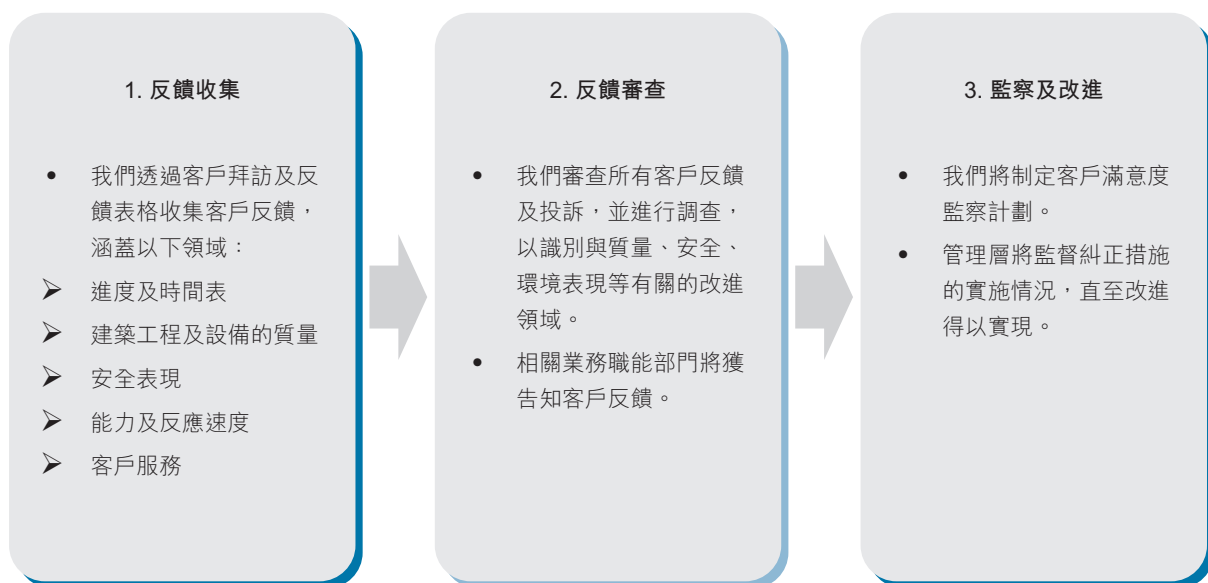 1. 反饋收集
• 我們透過客戶拜訪及反
饋表格收集客戶反饋，
涵蓋以下領域：
➢ 進度及時間表
➢ 建築工程及設備的質量
➢ 安全表現
➢ 能力及反應速度
➢ 客戶服務
2. 反饋審查
• 我們審查所有客戶反饋
及投訴，並進行調查，
以識別與質量、安全、
環境表現等有關的改進
領域。
• 相關業務職能部門將獲
告知客戶反饋。
3. 監察及改進
• 我們將制定客戶滿意度
監察計劃。
• 管理層將監督糾正措施
的實施情況，直至改進
得以實現。